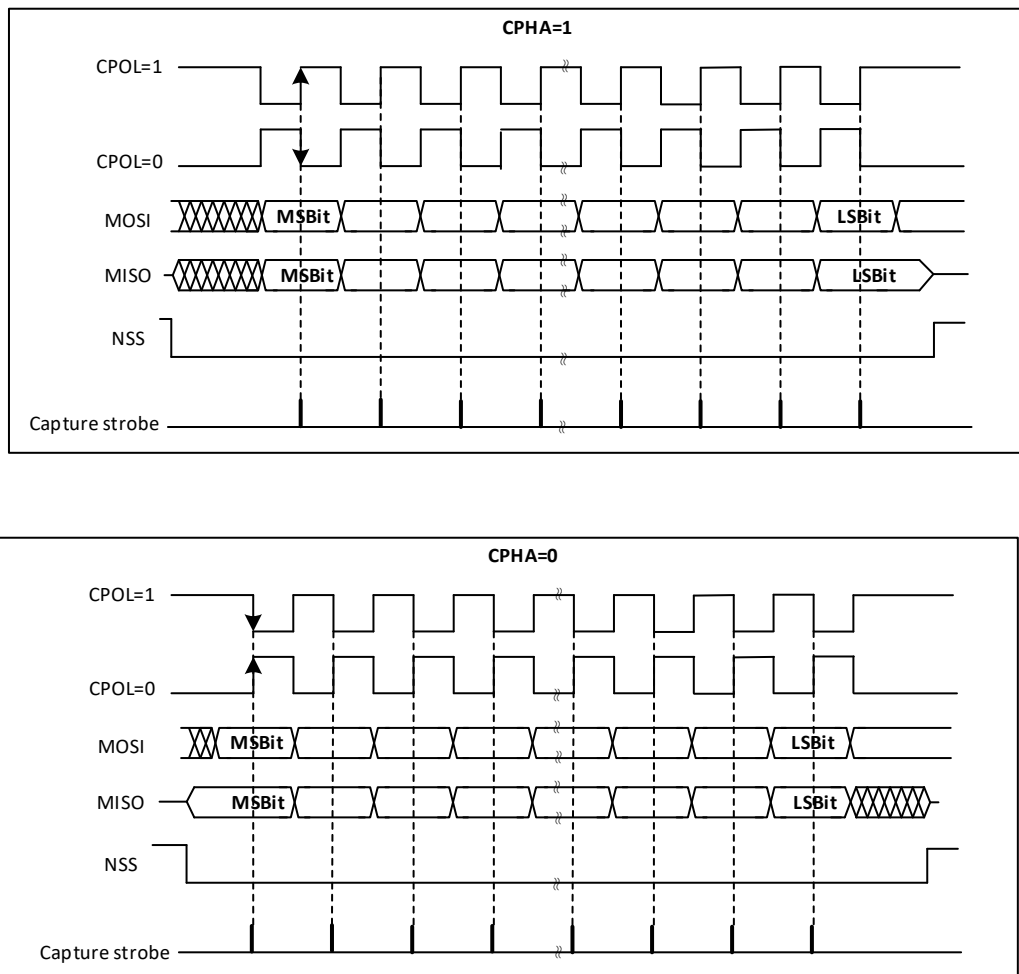 CPHA=1
CPOL=1
CPOL=0
MOSI MSBit LSBit
MISO MSBit LSBit
NSS
Capture strobe
CPHA=0
CPOL=1
CPOL=0
MOSI MSBit LSBit
MISO MSBit LSBit
NSS
Capture strobe